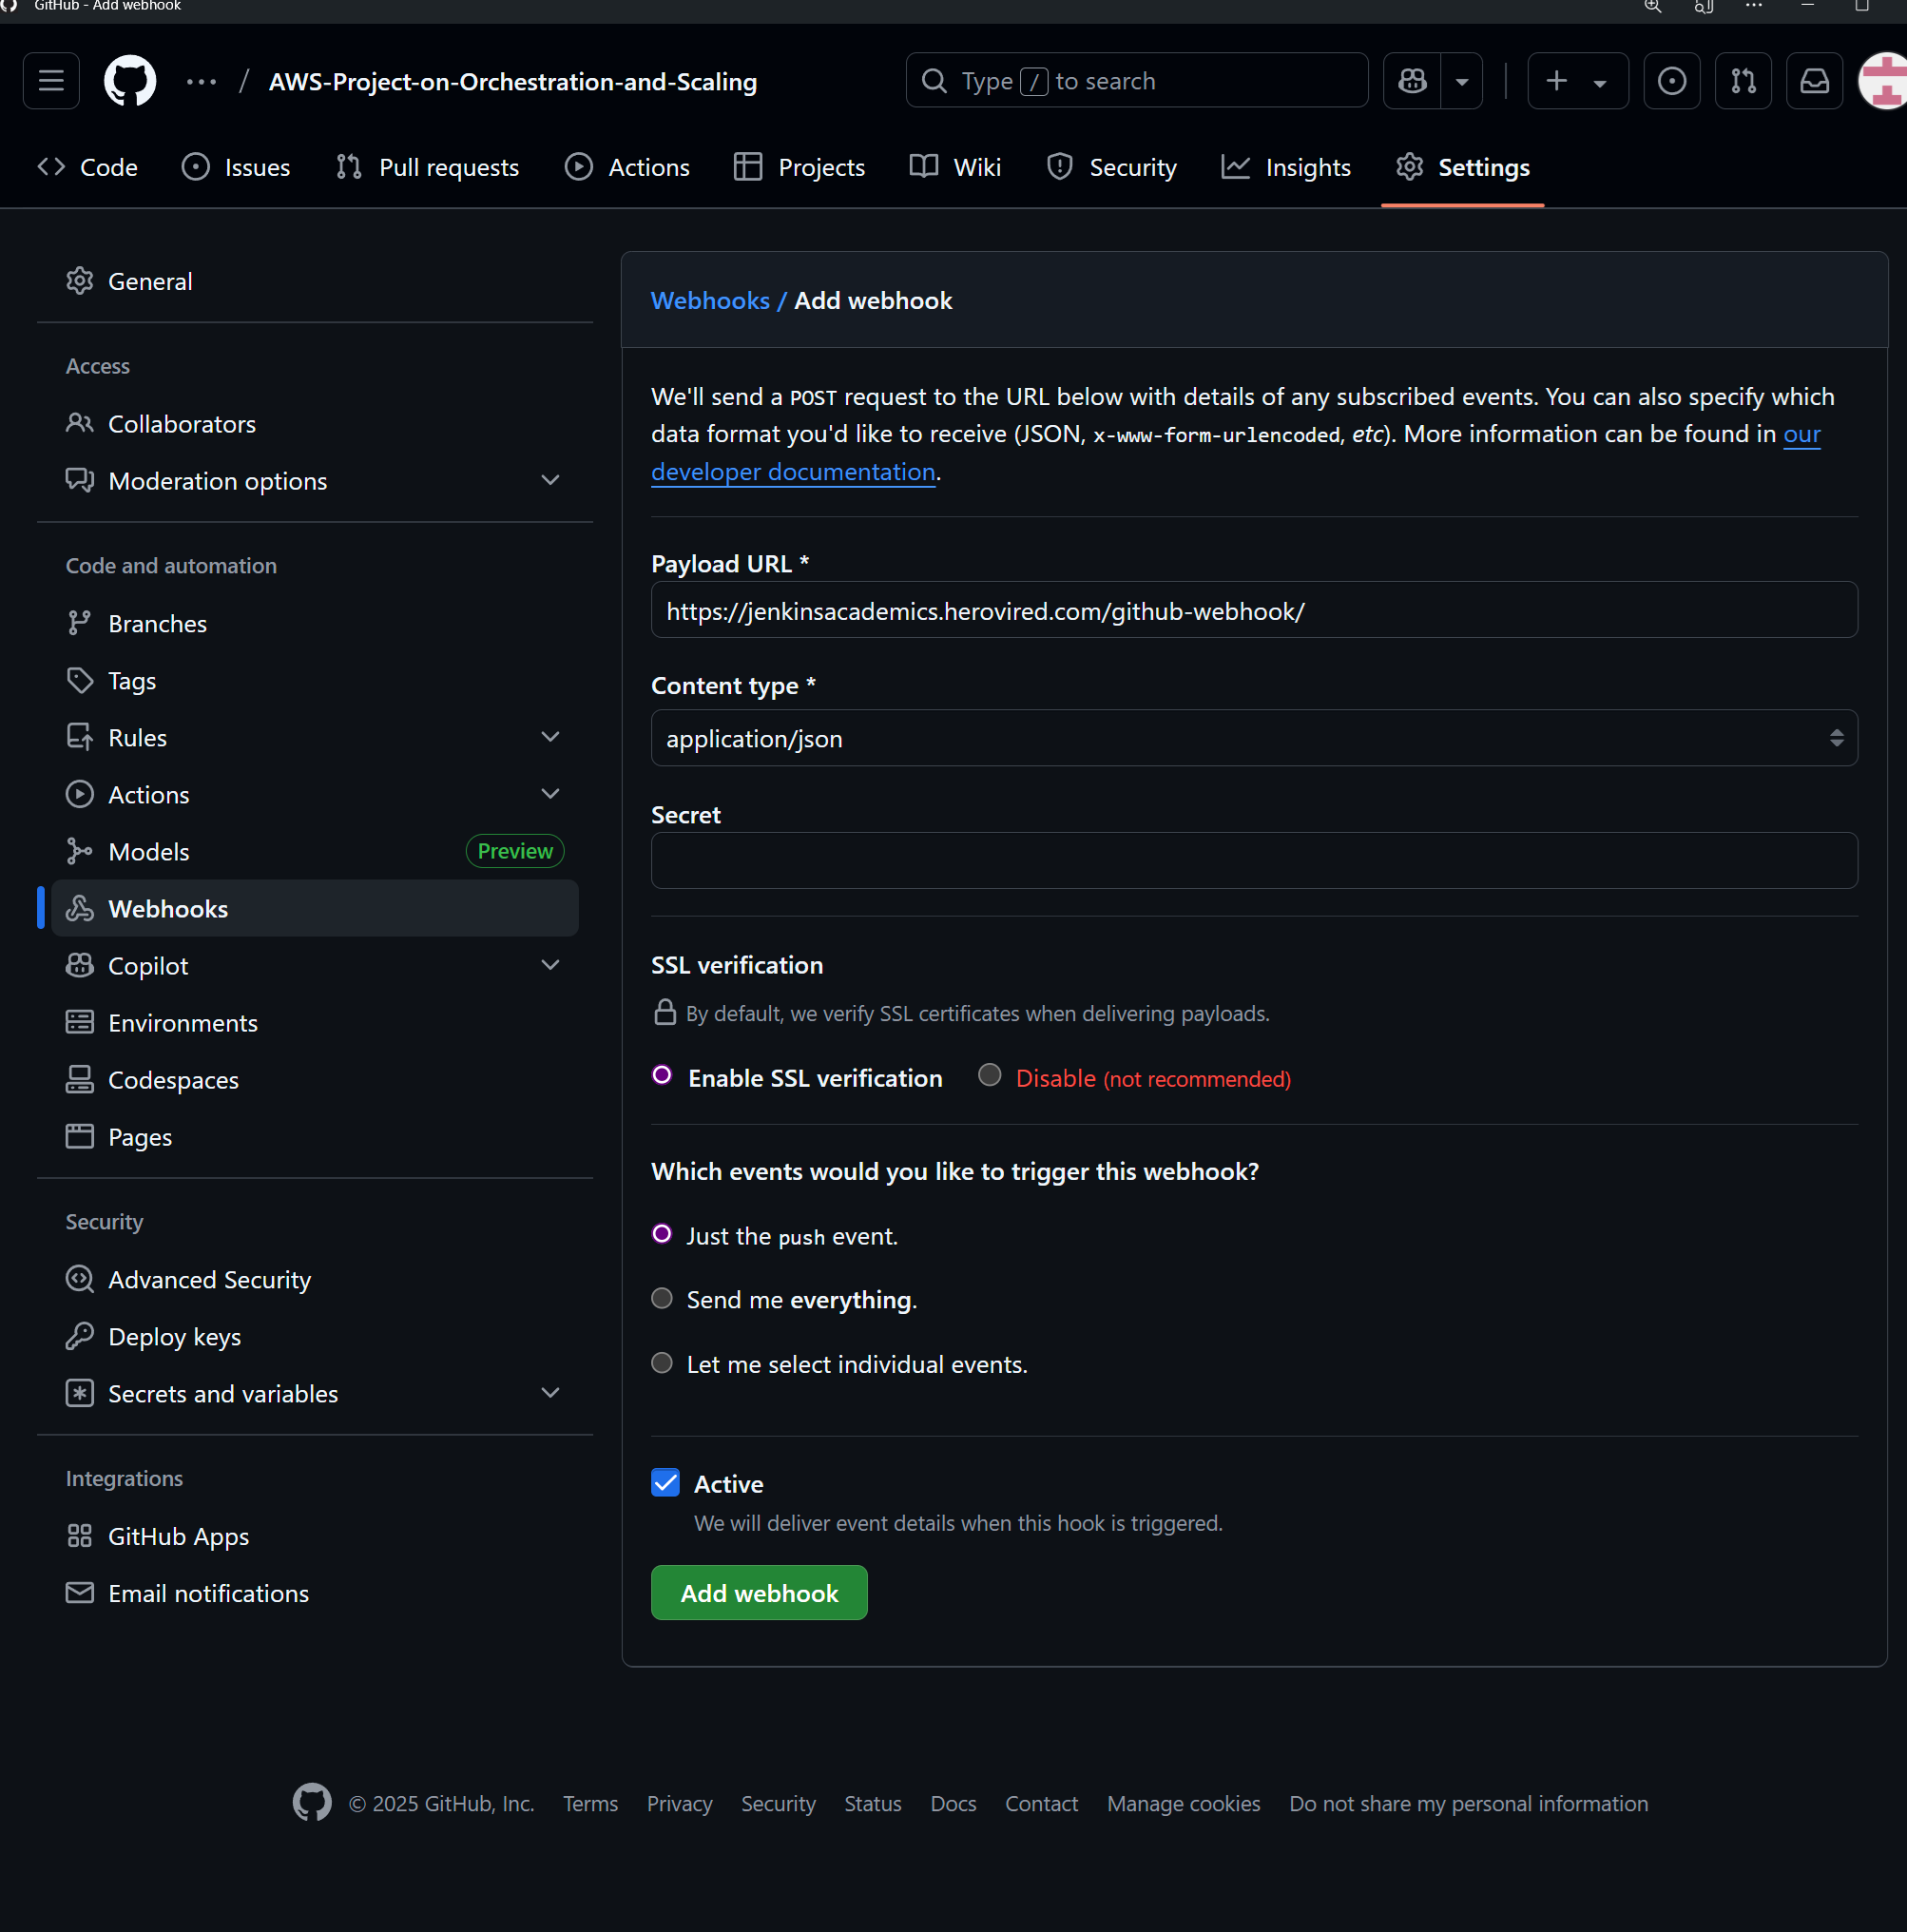 GitHub - Add webhook
/ AWS-Project-on-Orchestration-and-Scaling
Type / to search
Code
Issues
Pull requests
Actions
Projects
Wiki
Security
Insights
Settings
General
Access
Collaborators
Moderation options
Code and automation
Branches
Tags
Rules
Actions
Models Preview
Webhooks
Copilot
Environments
Codespaces
Pages
Security
Advanced Security
Deploy keys
Secrets and variables
Integrations
GitHub Apps
Email notifications
Webhooks / Add webhook
We'll send a POST request to the URL below with details of any subscribed events. You can also specify which
data format you'd like to receive (JSON, x-www-form-urlencoded, etc). More information can be found in our
developer documentation.
Payload URL *
https://jenkinsacademics.herovired.com/github-webhook/
Content type *
application/json
Secret
SSL verification
By default, we verify SSL certificates when delivering payloads.
Enable SSL verification
Disable (not recommended)
Which events would you like to trigger this webhook?
Just the push event.
Send me everything.
Let me select individual events.
Active
We will deliver event details when this hook is triggered.
Add webhook
© 2025 GitHub, Inc.
Terms
Privacy
Security
Status
Docs
Contact
Manage cookies
Do not share my personal information